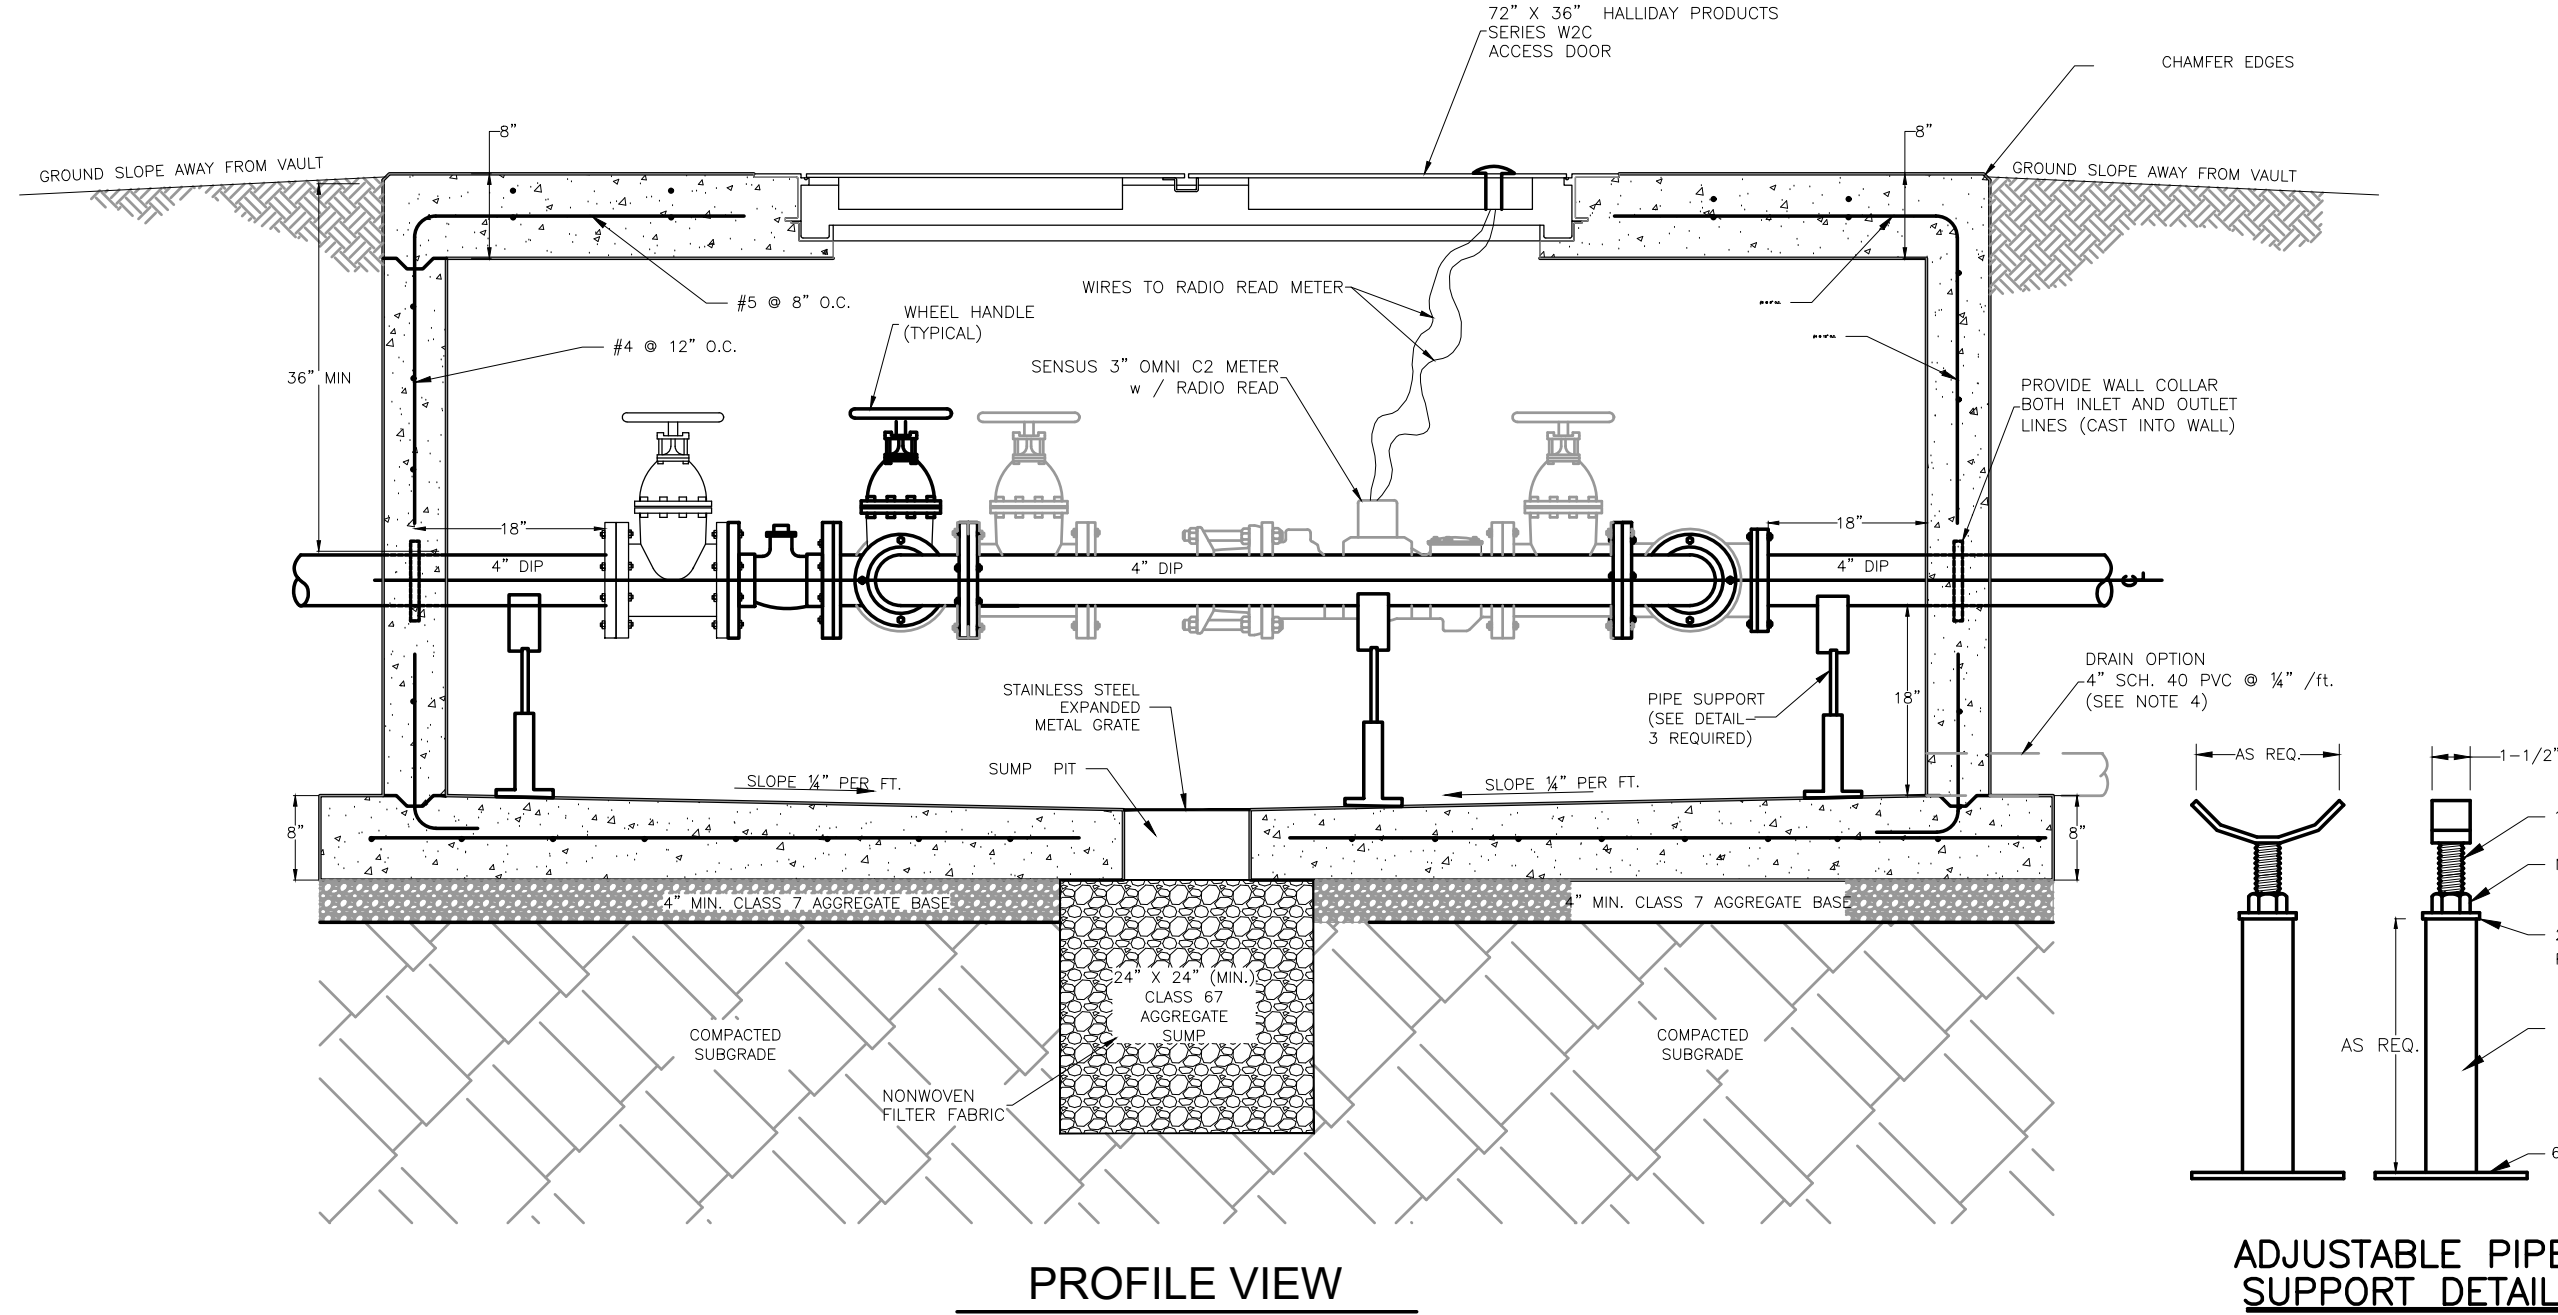 72” X 36” HALLIDAY PRODUCTS
SERIES W2C
ACCESS DOOR
CHAMFER EDGES
8”
8”
GROUND SLOPE AWAY FROM VAULT
GROUND SLOPE AWAY FROM VAULT
#5 @ 8” O.C.
WIRES TO RADIO READ METER
WHEEL HANDLE
(TYPICAL)
#4 @ 12” O.C.
36” MIN
SENSUS 3” OMNI C2 METER
w / RADIO READ
PROVIDE WALL COLLAR
BOTH INLET AND OUTLET
LINES (CAST INTO WALL)
18”
18”
4” DIP
4” DIP
4” DIP
CL
STAINLESS STEEL
EXPANDED
METAL GRATE
PIPE SUPPORT
(SEE DETAIL
3 REQUIRED)
18”
DRAIN OPTION
4” SCH. 40 PVC @ ¼” /ft.
(SEE NOTE 4)
SUMP PIT
SLOPE ¼” PER FT.
SLOPE ¼” PER FT.
8”
8”
4” MIN. CLASS 7 AGGREGATE BASE
4” MIN. CLASS 7 AGGREGATE BASE
24” X 24” (MIN.)
CLASS 67
AGGREGATE
SUMP
COMPACTED
SUBGRADE
COMPACTED
SUBGRADE
NONWOVEN
FILTER FABRIC
PROFILE VIEW
AS REQ.
1-1/2”
AS REQ.
6
ADJUSTABLE PIPE
SUPPORT DETAIL